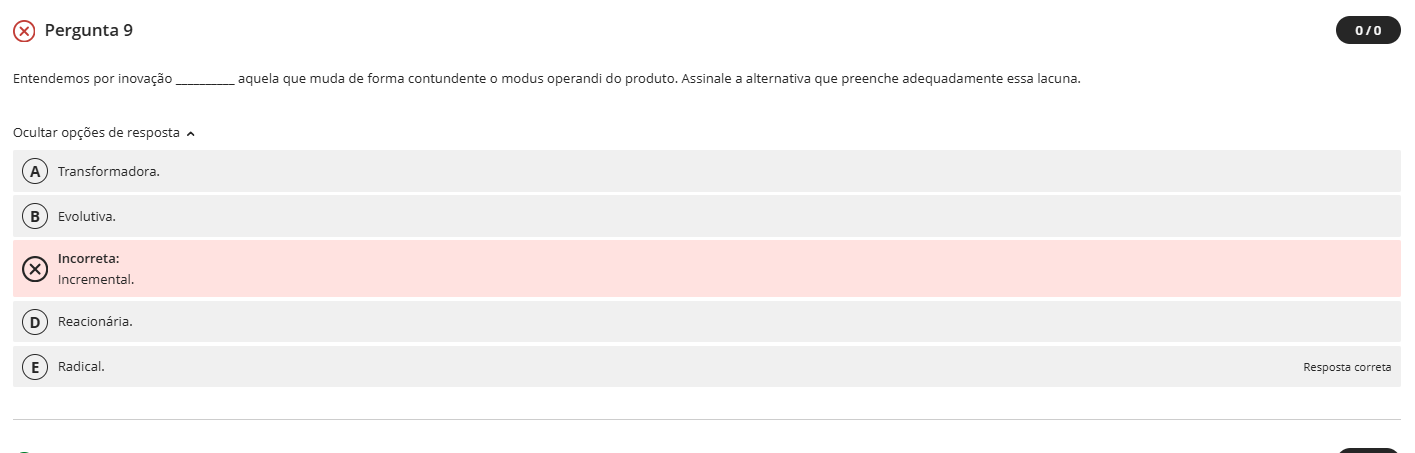 Pergunta 9
0 / 0
Entendemos por inovação __________ aquela que muda de forma contundente o modus operandi do produto. Assinale a alternativa que preenche adequadamente essa lacuna.
Ocultar opções de resposta
A Transformadora.
B Evolutiva.
Incorreta:
Incremental.
D Reacionária.
E Radical. Resposta correta